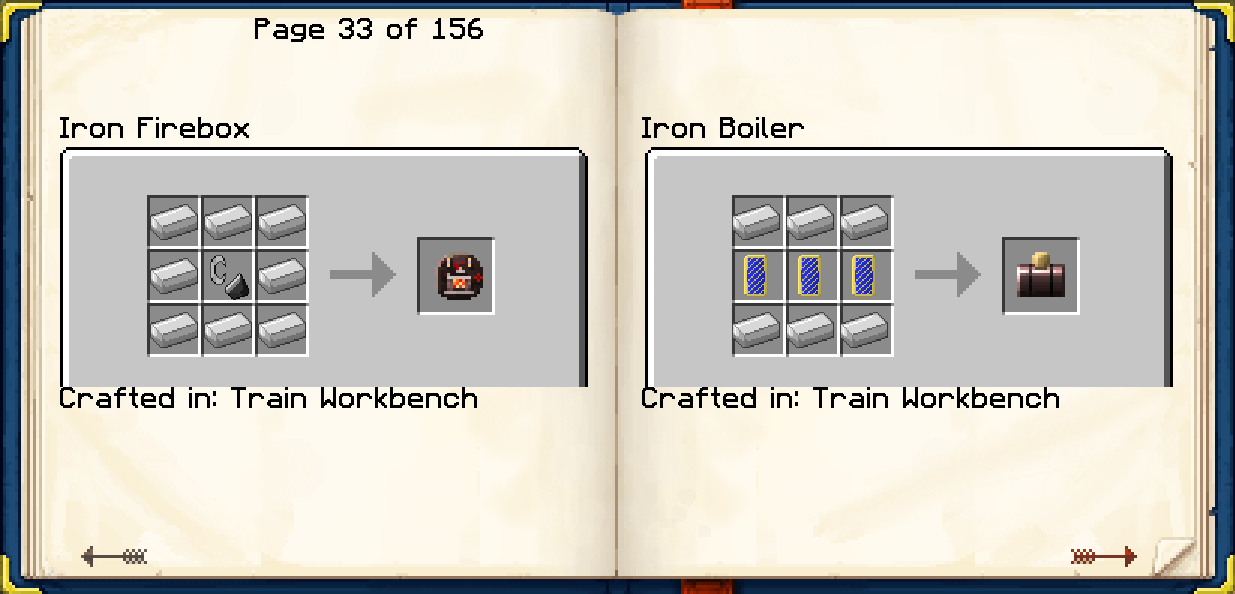 Page 33 of 156
Iron Firebox
Crafted in: Train Workbench
Iron Boiler
Crafted in: Train Workbench